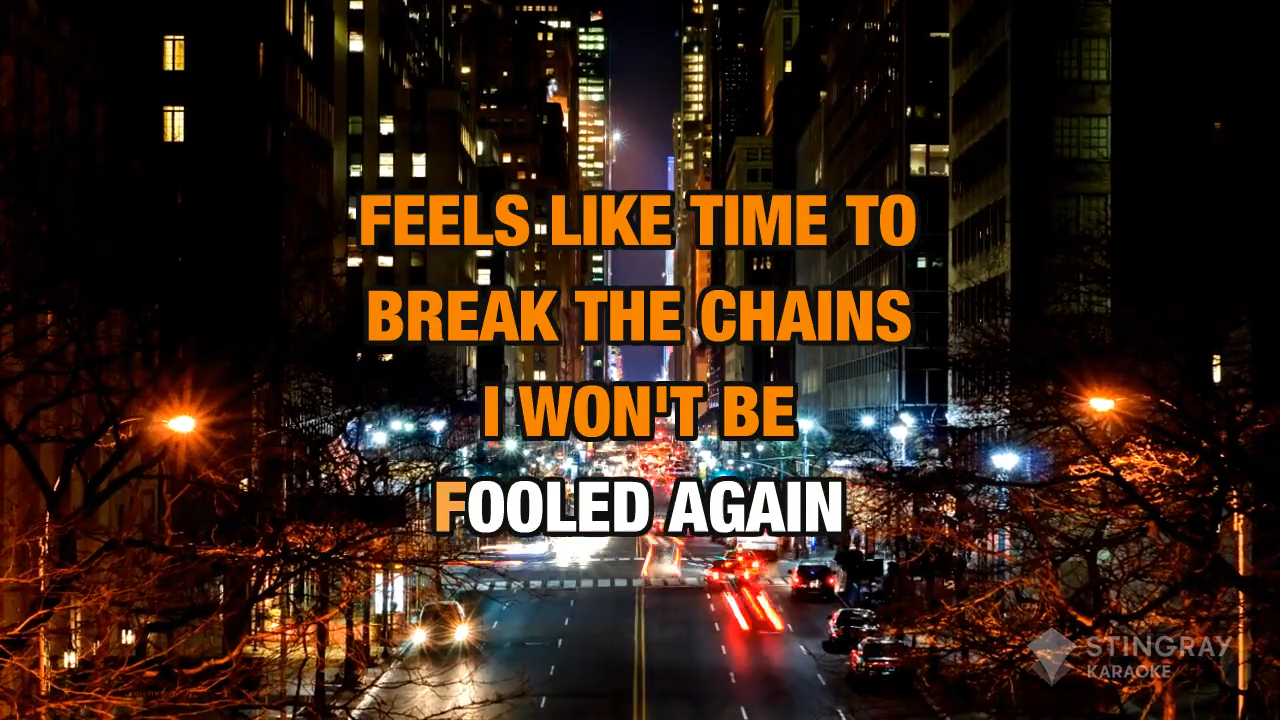 FEELS LIKE TIME TO
BREAK THE CHAINS
I WON'T BE
FOOLED AGAIN
STINGRAY
KARAOKE